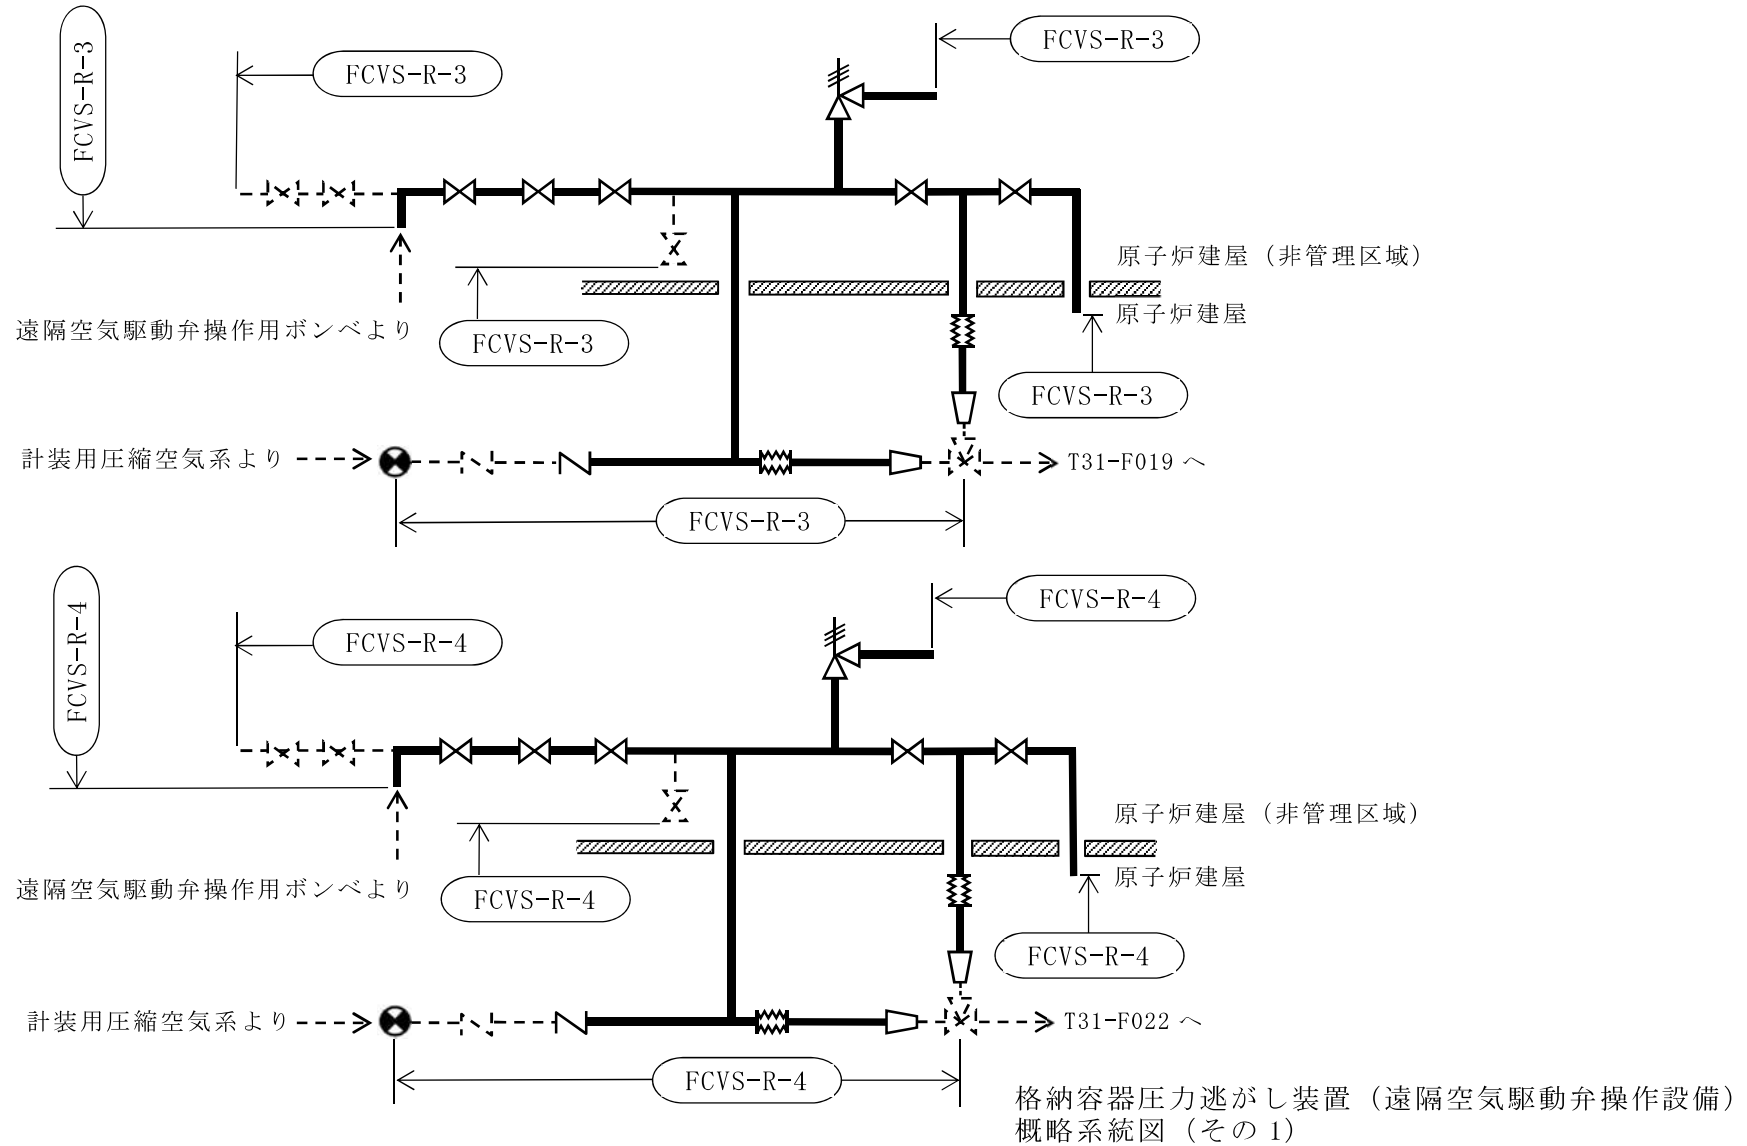 FCVS-R-3
FCVS-R-3
FCVS-R-3
原子炉建屋（非管理区域）
原子炉建屋
遠隔空気駆動弁操作用ボンベより
FCVS-R-3
FCVS-R-3
計装用圧縮空気系より
T31-F019 へ
FCVS-R-3
FCVS-R-4
FCVS-R-4
FCVS-R-4
原子炉建屋（非管理区域）
原子炉建屋
遠隔空気駆動弁操作用ボンベより
FCVS-R-4
FCVS-R-4
計装用圧縮空気系より
T31-F022 へ
FCVS-R-4
格納容器圧力逃がし装置（遠隔空気駆動弁操作設備）
概略系統図（その 1）